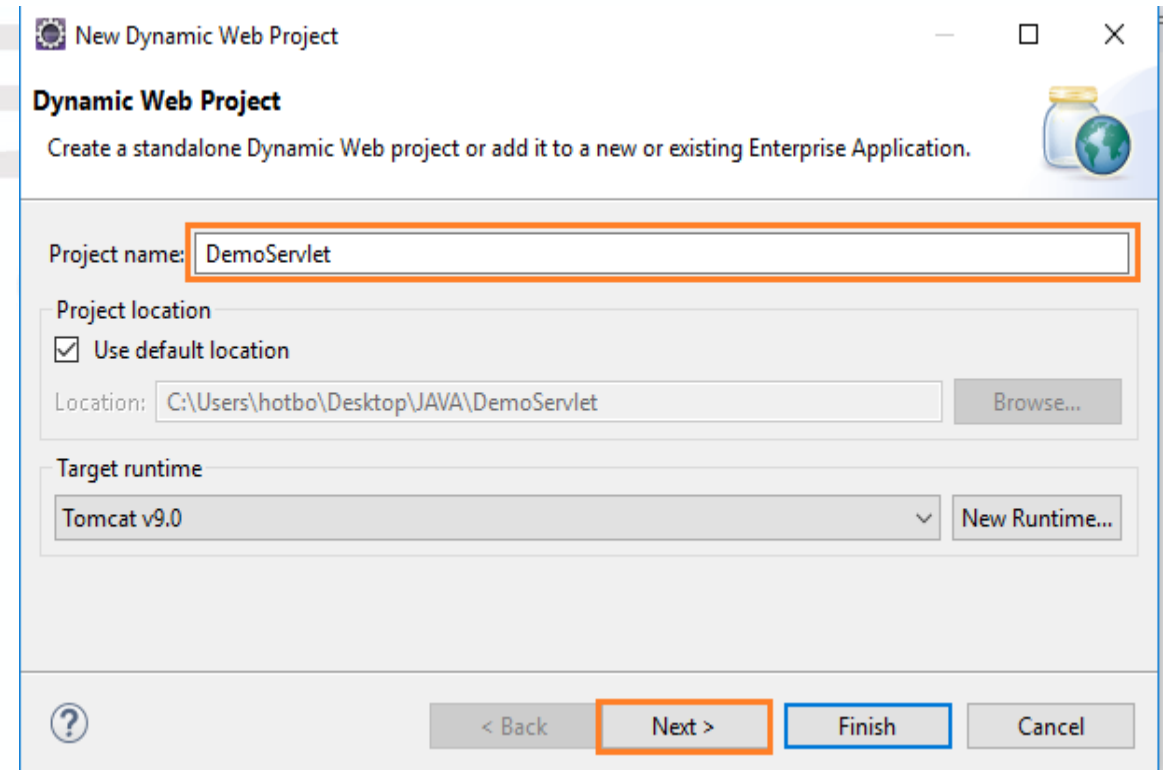 New Dynamic Web Project
Dynamic Web Project
Create a standalone Dynamic Web project or add it to a new or existing Enterprise Application.
Project name: DemoServlet
Project location
Use default location
Location: C:\Users\hotbo\Desktop\JAVA\DemoServlet Browse...
Target runtime
Tomcat v9.0 New Runtime...
? < Back Next > Finish Cancel